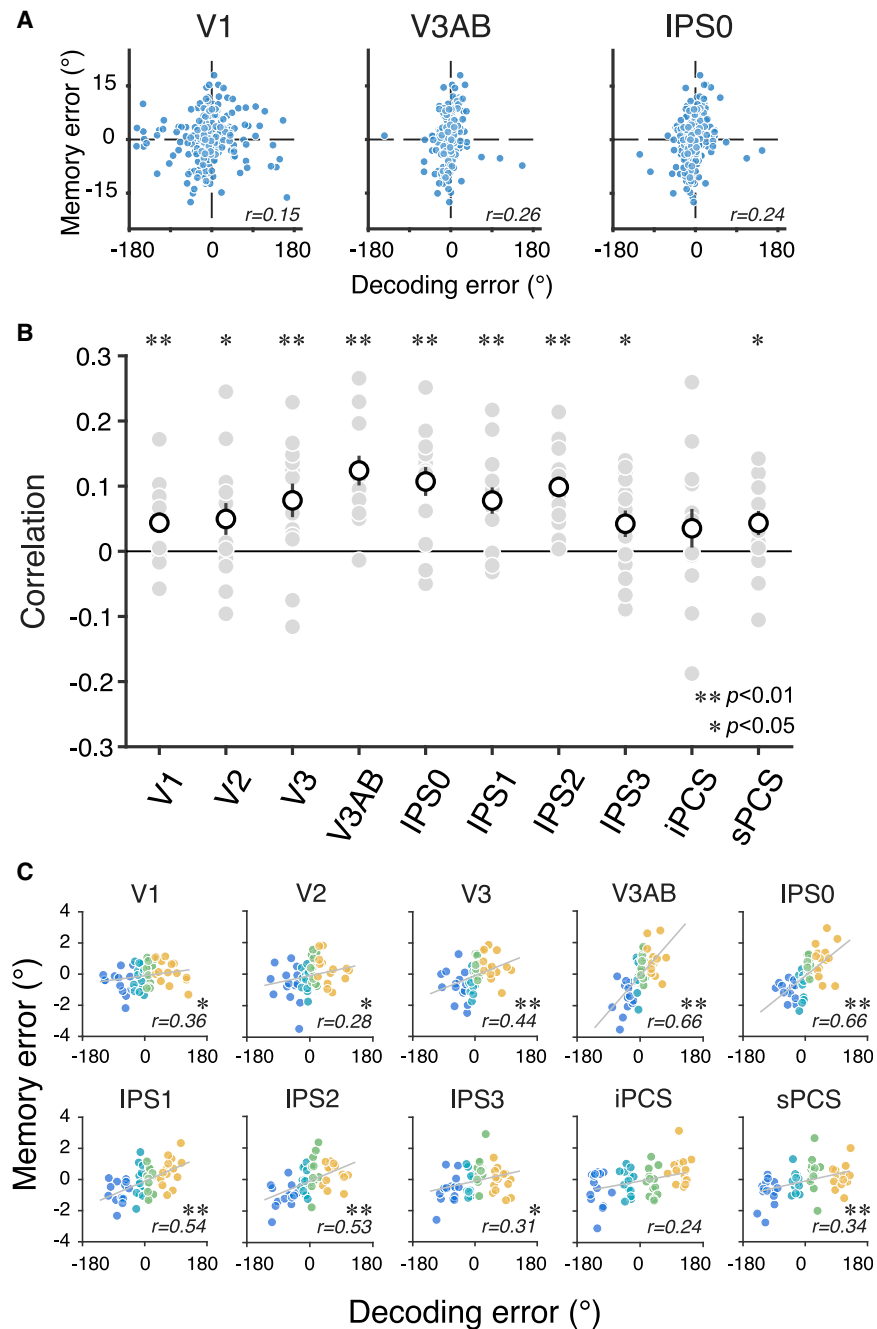 A
V1 V3AB IPS0
Memory error (°)
15
0
-15
r=0.15 r=0.26 r=0.24
-180 0 180 -180 0 180 -180 0 180
Decoding error (°)
B
** * ** ** ** ** ** * *
Correlation
0.3
0.2
0.1
0
-0.1
-0.2
-0.3
** p<0.01
* p<0.05
V1 V2 V3 V3AB IPS0 IPS1 IPS2 IPS3 iPCS sPCS
C
V1 V2 V3 V3AB IPS0
Memory error (°)
4
2
0
-2
-4
* * ** ** **
r=0.36 r=0.28 r=0.44 r=0.66 r=0.66
-180 0 180 -180 0 180 -180 0 180 -180 0 180 -180 0 180
IPS1 IPS2 IPS3 iPCS sPCS
4
2
0
-2
-4
** ** * **
r=0.54 r=0.53 r=0.31 r=0.24 r=0.34
-180 0 180 -180 0 180 -180 0 180 -180 0 180 -180 0 180
Decoding error (°)